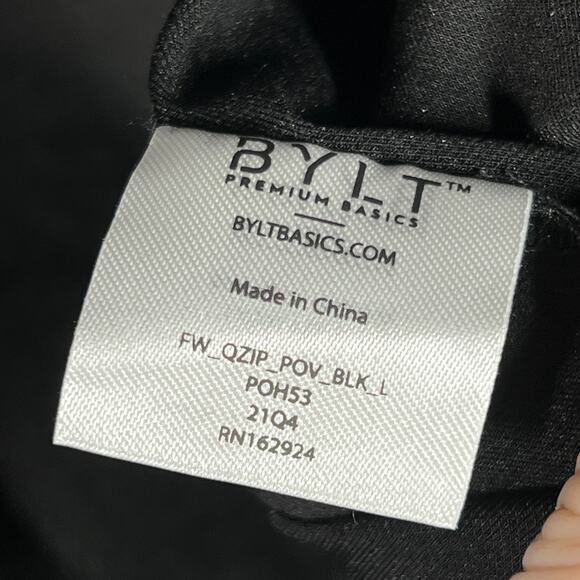 BYLT™
PREMIUM BASICS
BYLTBASICS.COM
Made in China
FW_QZIP_POV_BLK_L
POH53
21Q4
RN162924